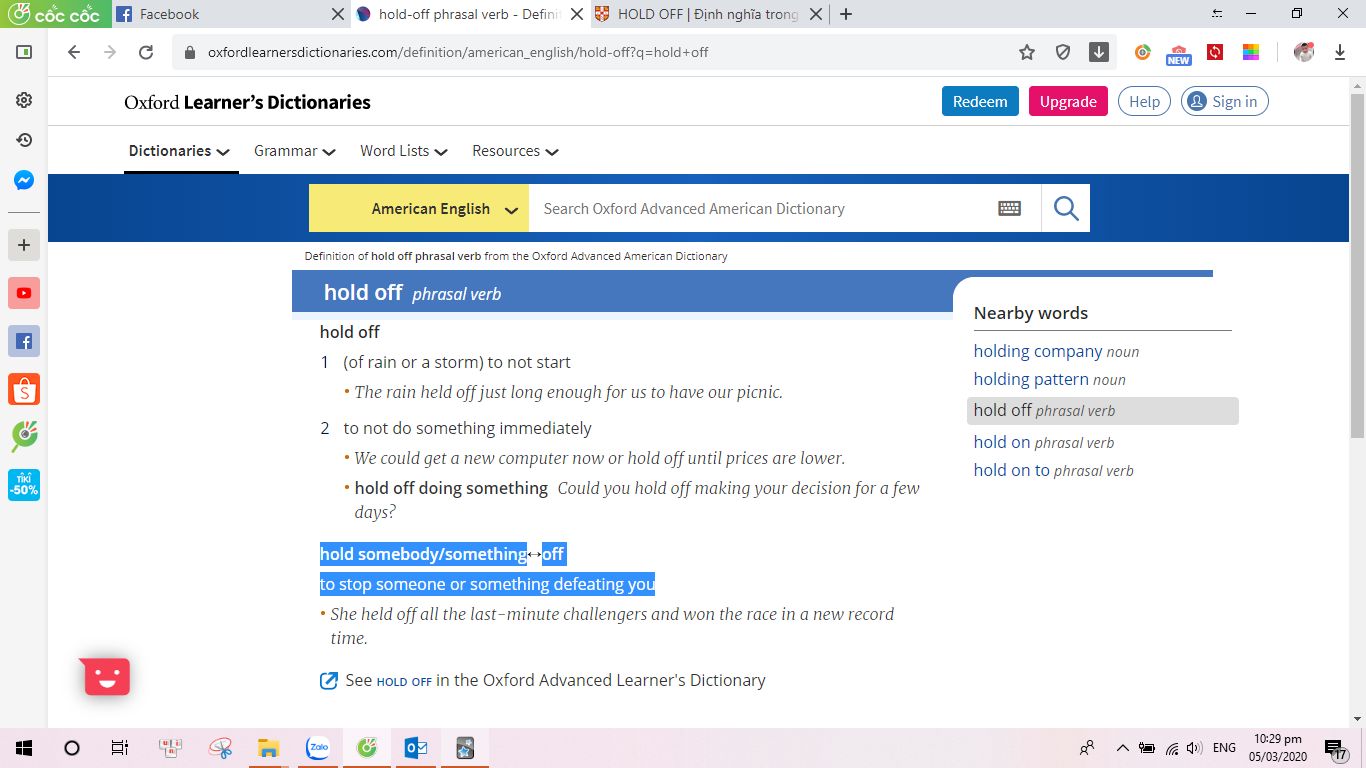 cốc cốc
Facebook
hold-off phrasal verb - Defini
HOLD OFF | Định nghĩa trong
oxfordlearnersdictionaries.com/definition/american_english/hold-off?q=hold+off
NEW
Oxford Learner's Dictionaries
Redeem
Upgrade
Help
Sign in
Dictionaries
Grammar
Word Lists
Resources
American English
Search Oxford Advanced American Dictionary
Definition of hold off phrasal verb from the Oxford Advanced American Dictionary
hold off phrasal verb
hold off
1 (of rain or a storm) to not start
• The rain held off just long enough for us to have our picnic.
2 to not do something immediately
• We could get a new computer now or hold off until prices are lower.
• hold off doing something Could you hold off making your decision for a few
days?
hold somebody/something↔off
to stop someone or something defeating you
• She held off all the last-minute challengers and won the race in a new record
time.
See HOLD OFF in the Oxford Advanced Learner's Dictionary
Nearby words
holding company noun
holding pattern noun
hold off phrasal verb
hold on phrasal verb
hold on to phrasal verb
TIKI
-50%
Zalo
ENG
10:29 pm
05/03/2020
17